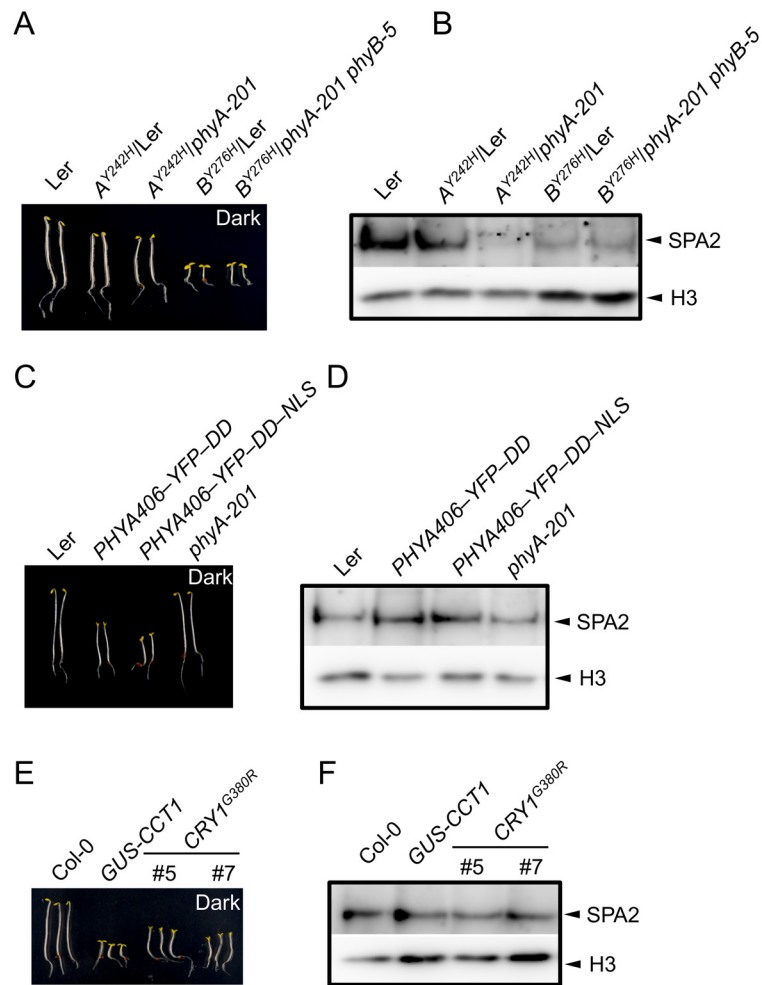 A
Ler
A^Y242H/Ler
A^Y242H/phyA-201
B^Y276H/Ler
B^Y276H/phyA-201 phyB-5
Dark
B
Ler
A^Y242H/Ler
A^Y242H/phyA-201
B^Y276H/Ler
B^Y276H/phyA-201 phyB-5
SPA2
H3
C
Ler
PHYA406–YFP–DD
PHYA406–YFP–DD–NLS
phyA-201
Dark
D
Ler
PHYA406–YFP–DD
PHYA406–YFP–DD–NLS
phyA-201
SPA2
H3
E
Col-0
GUS-CCT1
CRY1^G380R
#5 #7
Dark
F
Col-0
GUS-CCT1
CRY1^G380R
#5 #7
SPA2
H3